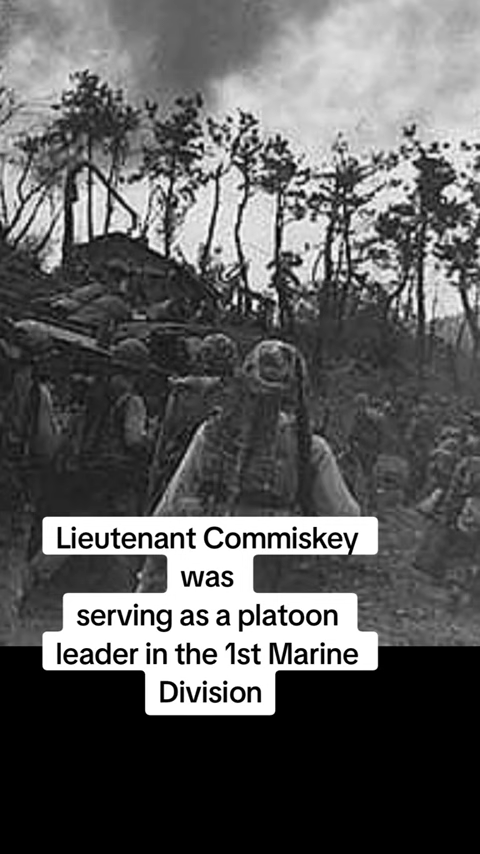 Lieutenant Commiskey
was
serving as a platoon
leader in the 1st Marine
Division